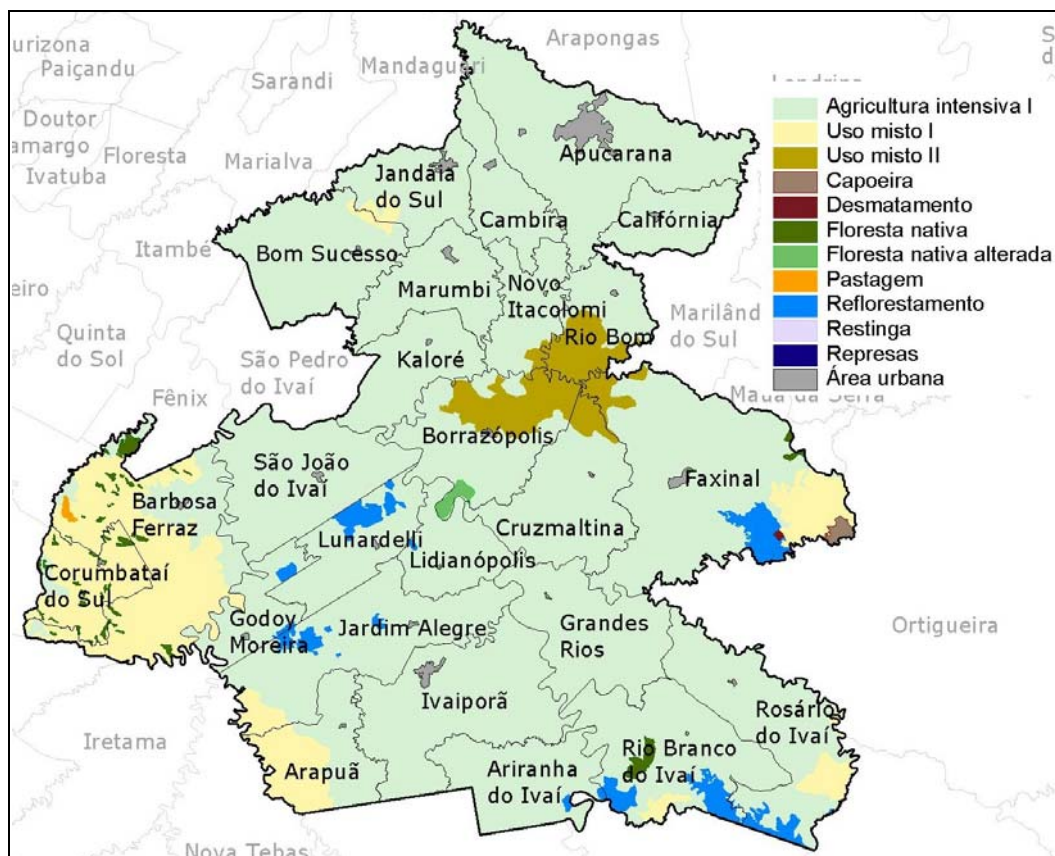 Arapongas
Paiçandu
Sarandi
Mandaguari
Doutor
Floresta
Ivatuba
Marialva
Itambé
Quinta
do Sol
São Pedro
do Ivaí
Fênix
Marilând
do Sul
Mauá da Serra
Ortigueira
Iretama
Nova Tebas
Agricultura intensiva I
Uso misto I
Uso misto II
Capoeira
Desmatamento
Floresta nativa
Floresta nativa alterada
Pastagem
Reflorestamento
Restinga
Represas
Área urbana
Apucarana
Jandaia
do Sul
Cambira
Califórnia
Bom Sucesso
Marumbi
Novo
Itacolomi
Rio Bom
Kaloré
Borrazópolis
São João
do Ivaí
Faxinal
Barbosa
Ferraz
Lunardelli
Cruzmaltina
Lidianópolis
Corumbataí
do Sul
Godoy
Moreira
Jardim Alegre
Grandes
Rios
Ivaiporã
Rosário
do Ivaí
Rio Branco
do Ivaí
Arapuã
Ariranha
do Ivaí